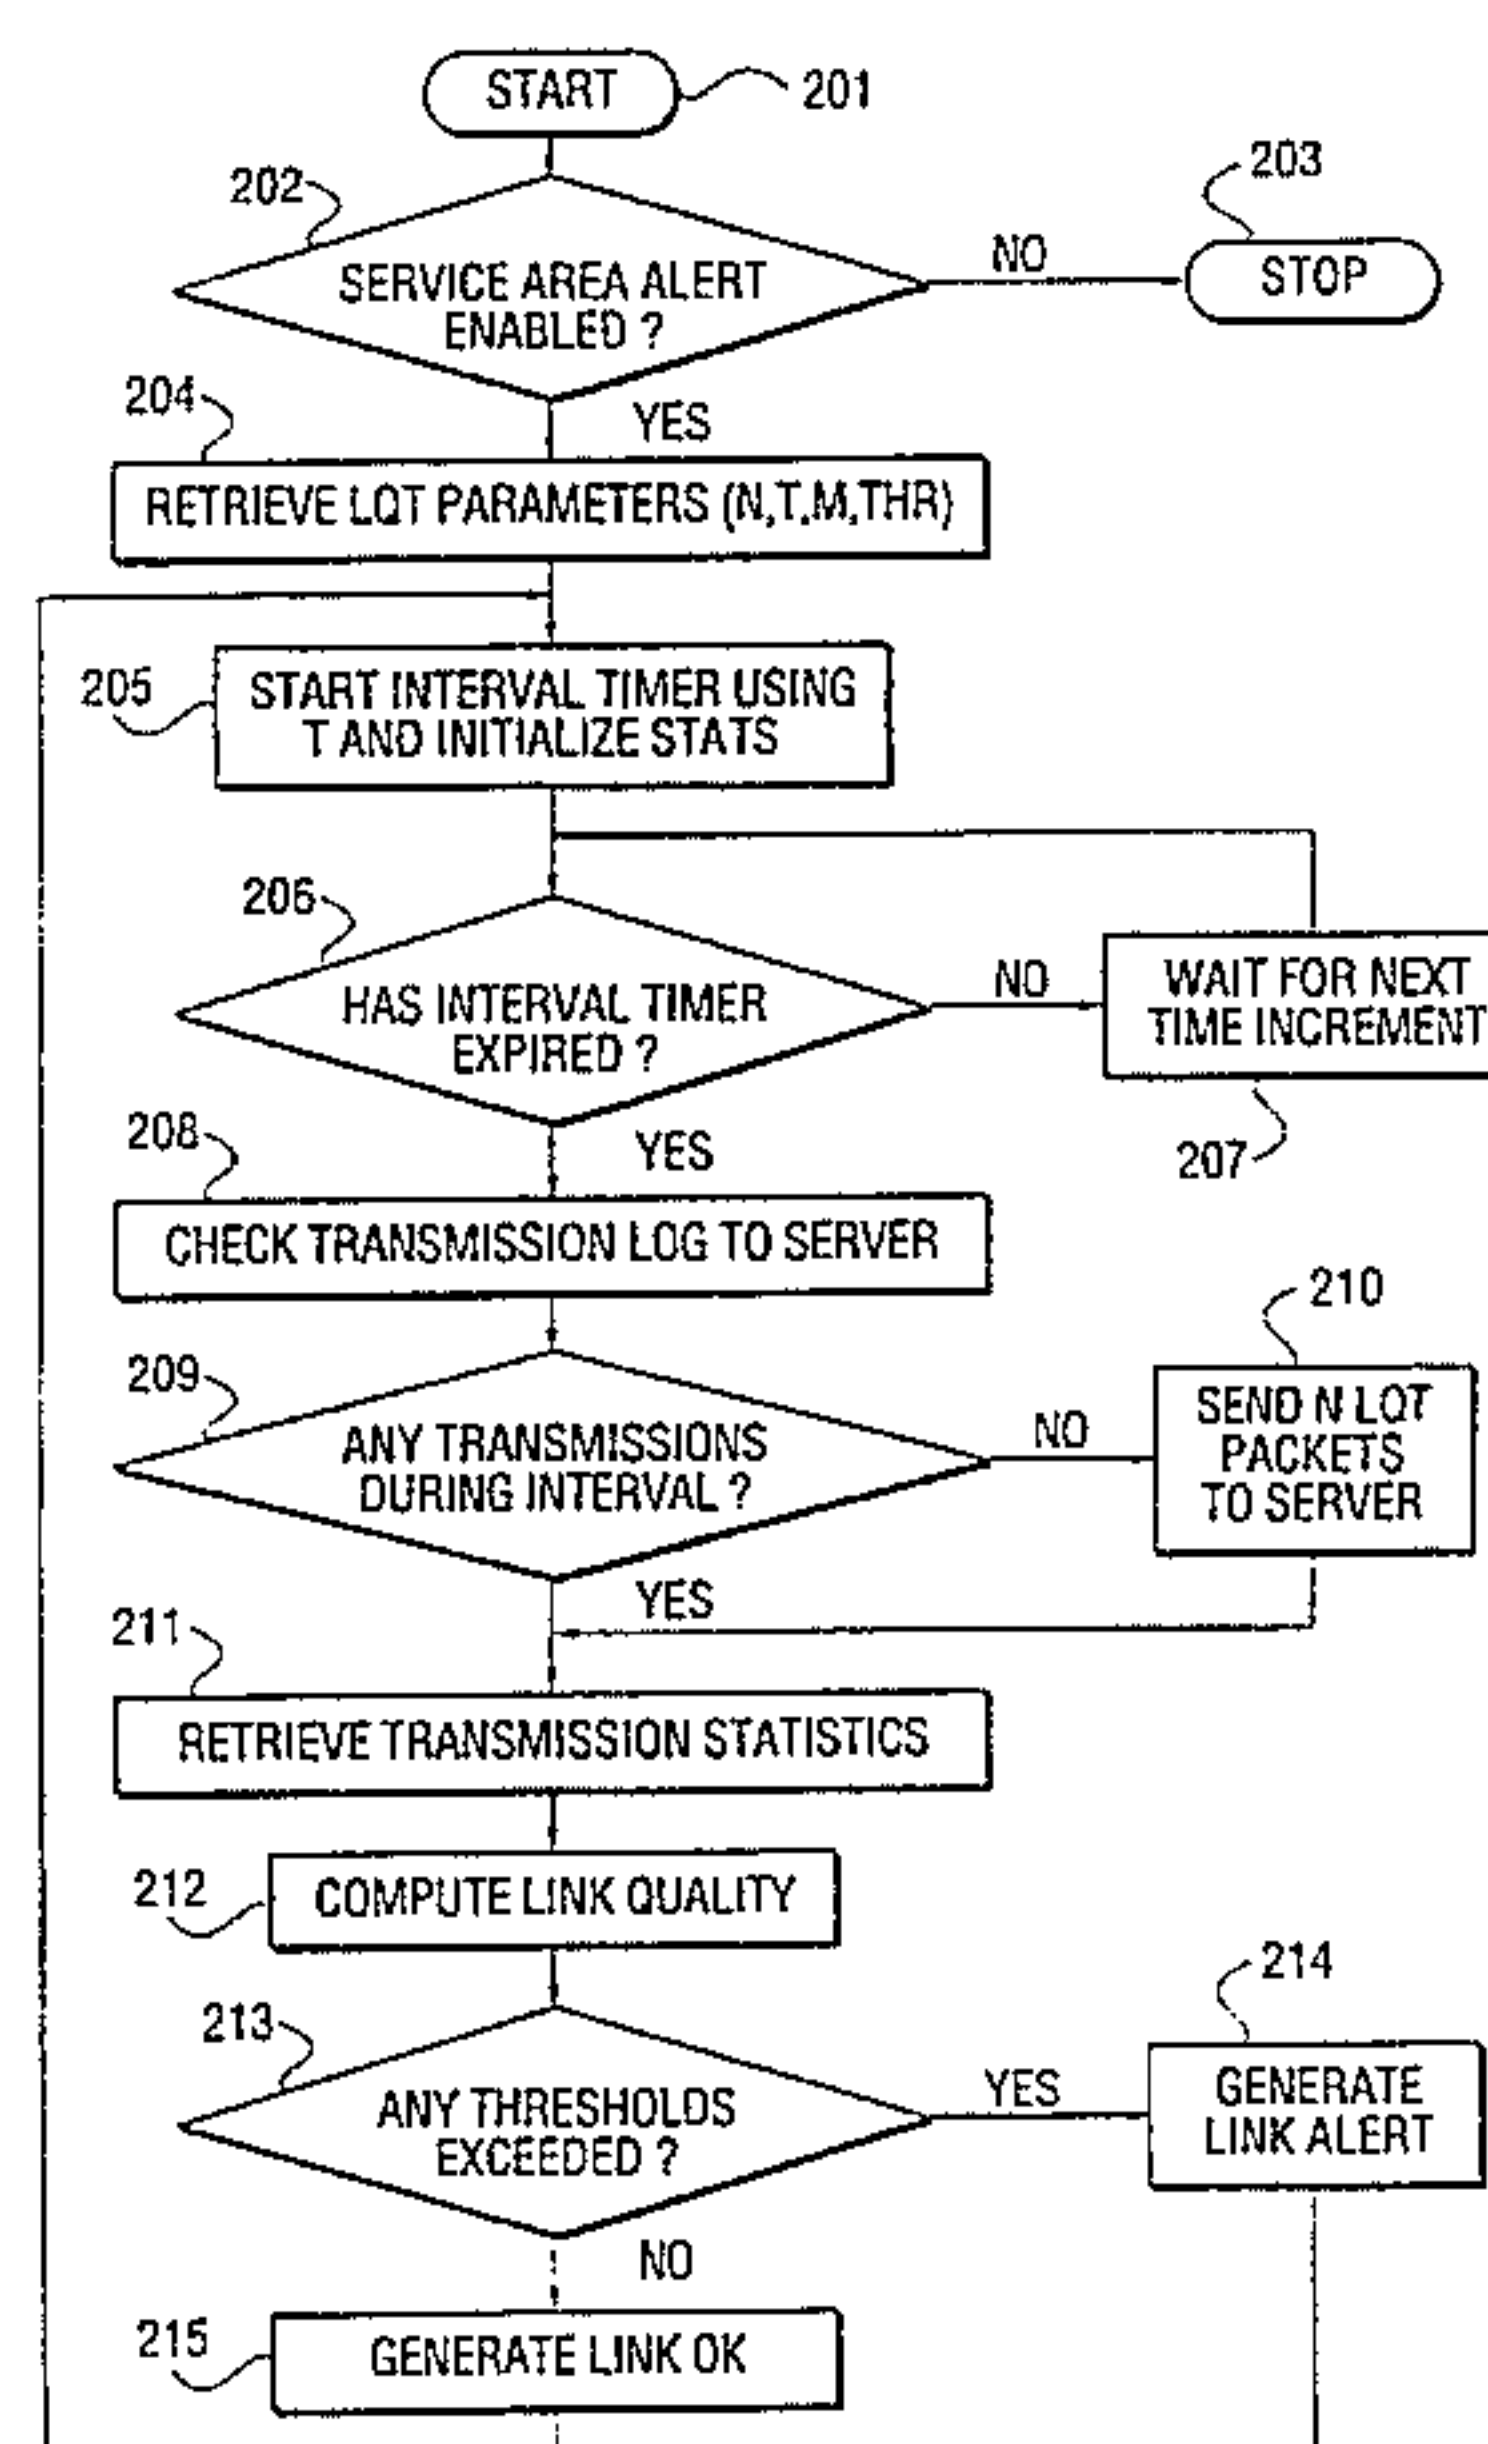 START
201
202
203
SERVICE AREA ALERT
ENABLED ?
NO
STOP
204
YES
RETRIEVE LQT PARAMETERS (N,T,M,THR)
205
START INTERVAL TIMER USING
T AND INITIALIZE STATS
206
HAS INTERVAL TIMER
EXPIRED ?
NO
WAIT FOR NEXT
TIME INCREMENT
207
208
YES
CHECK TRANSMISSION LOG TO SERVER
209
210
ANY TRANSMISSIONS
DURING INTERVAL ?
NO
SEND N LQT
PACKETS
TO SERVER
YES
211
RETRIEVE TRANSMISSION STATISTICS
212
COMPUTE LINK QUALITY
213
214
ANY THRESHOLDS
EXCEEDED ?
YES
GENERATE
LINK ALERT
NO
215
GENERATE LINK OK